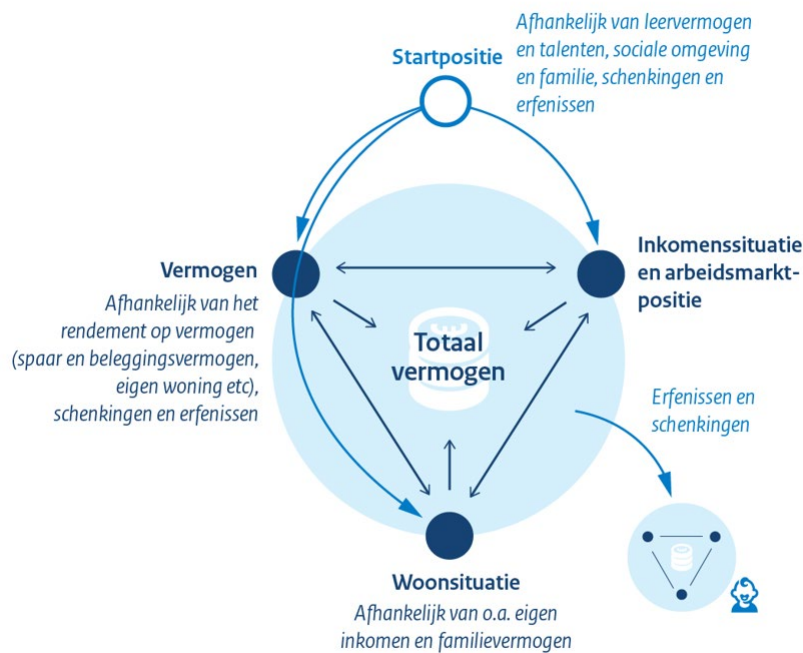 Startpositie
Afhankelijk van leervermogen
en talenten, sociale omgeving
en familie, schenkingen en
erfenissen
Vermogen
Afhankelijk van het
rendement op vermogen
(spaar en beleggingsvermogen,
eigen woning etc),
schenkingen en erfenissen
Inkomenssituatie
en arbeidsmarkt-
positie
Totaal
vermogen
Erfenissen en
schenkingen
Woonsituatie
Afhankelijk van o.a. eigen
inkomen en familievermogen